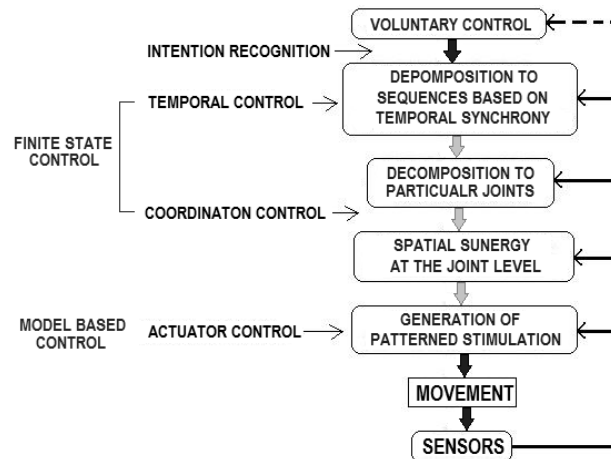 VOLUNTARY CONTROL
INTENTION RECOGNITION
DEPOMPOSITION TO
SEQUENCES BASED ON
TEMPORAL SYNCHRONY
TEMPORAL CONTROL
FINITE STATE
CONTROL
DECOMPOSITION TO
PARTICUALR JOINTS
COORDINATON CONTROL
SPATIAL SUNERGY
AT THE JOINT LEVEL
GENERATION OF
PATTERNED STIMULATION
MODEL BASED
CONTROL
ACTUATOR CONTROL
MOVEMENT
SENSORS